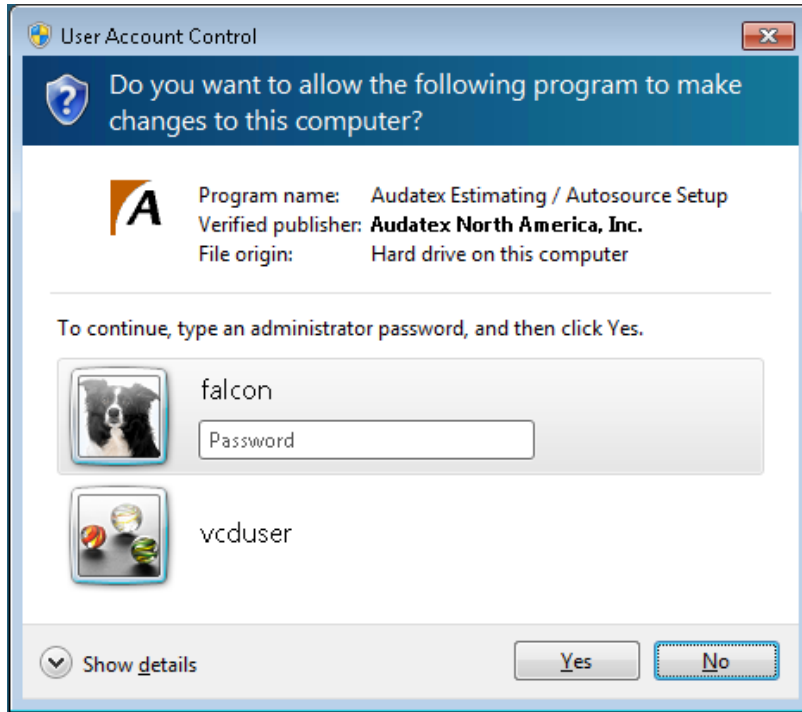 User Account Control
Do you want to allow the following program to make
changes to this computer?
A
Program name: Audatex Estimating / Autosource Setup
Verified publisher: Audatex North America, Inc.
File origin: Hard drive on this computer
To continue, type an administrator password, and then click Yes.
falcon
Password
vcduser
Show details
Yes
No